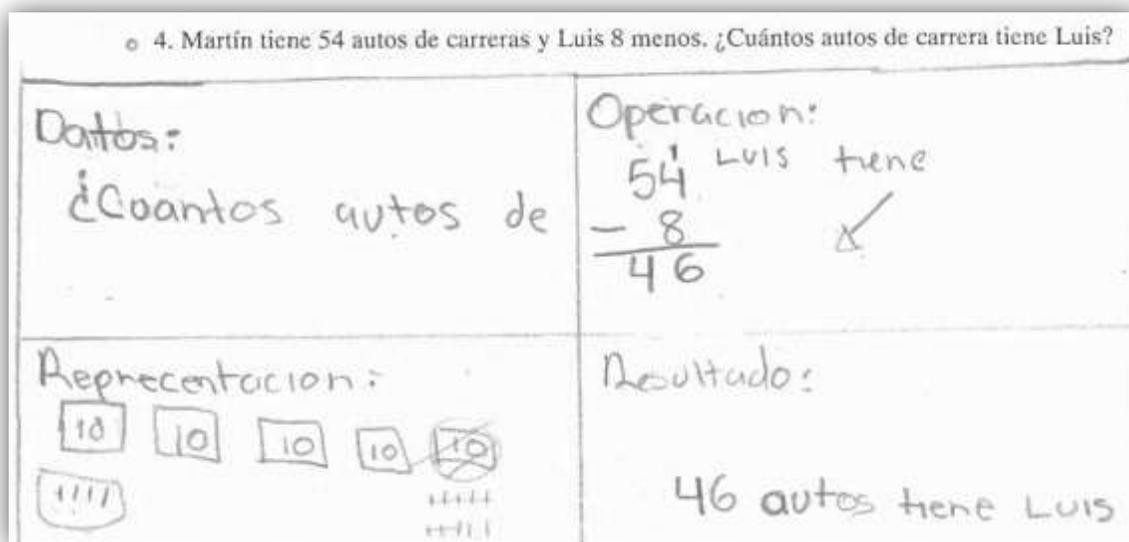 4. Martín tiene 54 autos de carreras y Luis 8 menos. ¿Cuántos autos de carrera tiene Luis?
Datos:
¿Coantos autos de
Operacion:
54 Luis tiene
- 8
46
Reprecentacion:
10 10 10 10 10
Resultado:
46 autos tiene Luis